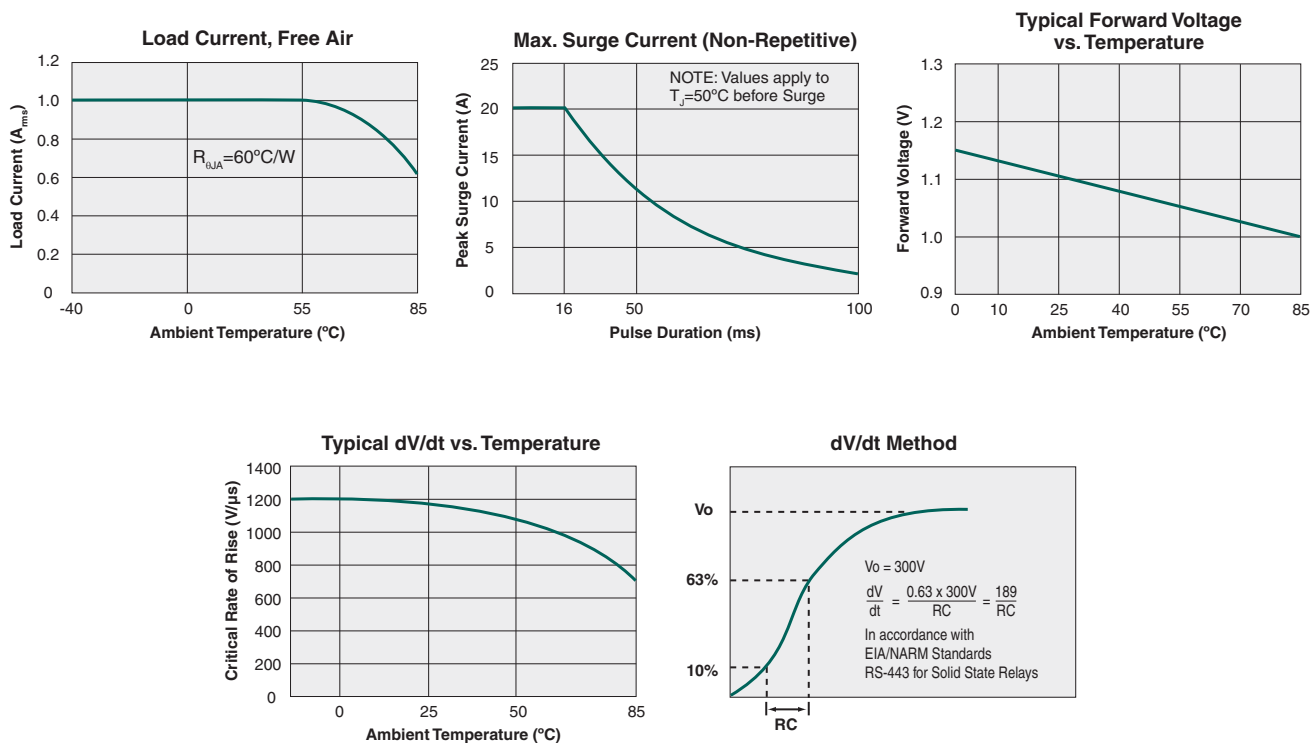 Load Current, Free Air
1.2
1.0
0.8
0.6
0.4
0.2
0
-40
0
55
85
Load Current (Arms)
RθJA=60ºC/W
Ambient Temperature (ºC)
Max. Surge Current (Non-Repetitive)
25
20
15
10
5
0
16
50
100
Peak Surge Current (A)
NOTE: Values apply to
TJ=50ºC before Surge
Pulse Duration (ms)
Typical Forward Voltage
vs. Temperature
1.3
1.2
1.1
1.0
0.9
0
10
25
40
55
70
85
Forward Voltage (V)
Ambient Temperature (ºC)
Typical dV/dt vs. Temperature
1400
1200
1000
800
600
400
200
0
0
25
50
85
Critical Rate of Rise (V/µs)
Ambient Temperature (ºC)
dV/dt Method
Vo
63%
10%
Vo = 300V
dV/dt = 0.63 x 300V/RC = 189/RC
In accordance with
EIA/NARM Standards
RS-443 for Solid State Relays
RC